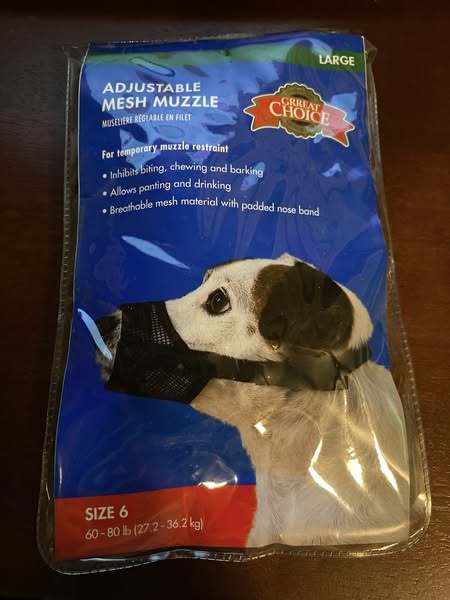 LARGE
ADJUSTABLE
MESH MUZZLE
MUSELIÈRE RÉGLABLE EN FILET
GRREAT
CHOICE
For temporary muzzle restraint
• Inhibits biting, chewing and barking
• Allows panting and drinking
• Breathable mesh material with padded nose band
SIZE 6
60 - 80 lb (27.2 - 36.2 kg)